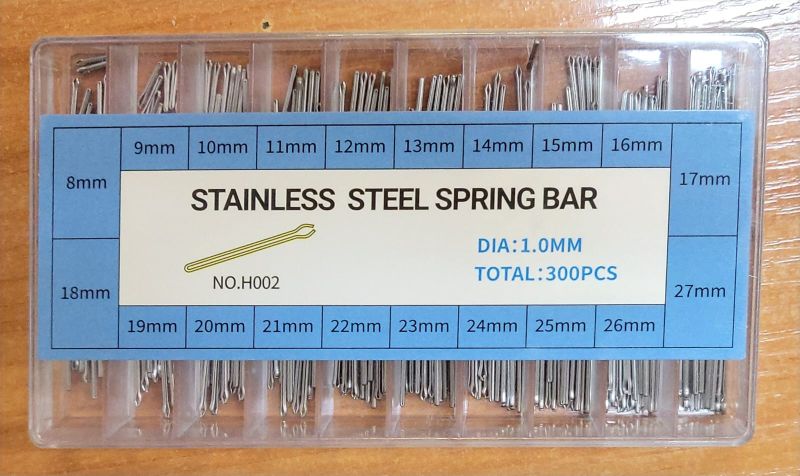 9mm 10mm 11mm 12mm 13mm 14mm 15mm 16mm
8mm 17mm
STAINLESS STEEL SPRING BAR
DIA:1.0MM
TOTAL:300PCS
NO.H002
18mm 27mm
19mm 20mm 21mm 22mm 23mm 24mm 25mm 26mm